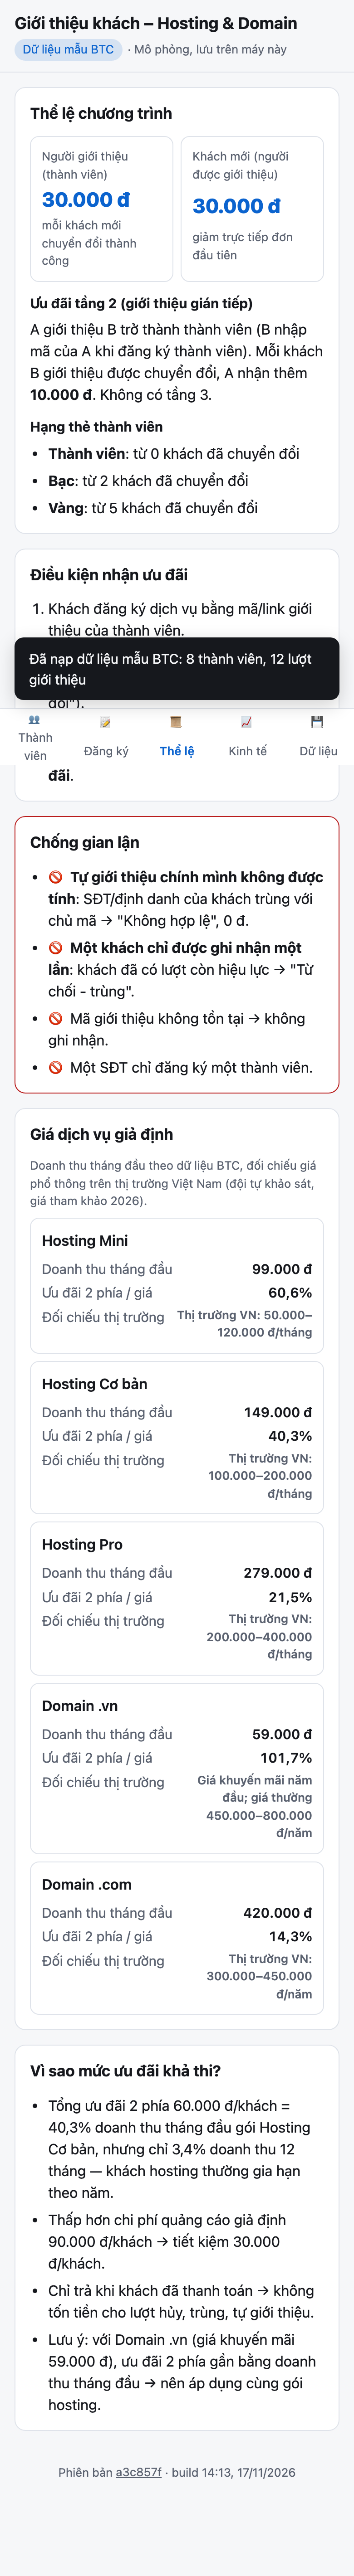 Giới thiệu khách – Hosting & Domain
Dữ liệu mẫu BTC · Mô phỏng, lưu trên máy này
Thể lệ chương trình
Người giới thiệu
(thành viên)
30.000 đ
mỗi khách mới
chuyển đổi thành
công
Khách mới (người
được giới thiệu)
30.000 đ
giảm trực tiếp đơn
đầu tiên
Ưu đãi tầng 2 (giới thiệu gián tiếp)
A giới thiệu B trở thành thành viên (B nhập
mã của A khi đăng ký thành viên). Mỗi khách
B giới thiệu được chuyển đổi, A nhận thêm
10.000 đ. Không có tầng 3.
Hạng thẻ thành viên
• Thành viên: từ 0 khách đã chuyển đổi
• Bạc: từ 2 khách đã chuyển đổi
• Vàng: từ 5 khách đã chuyển đổi
Điều kiện nhận ưu đãi
1. Khách đăng ký dịch vụ bằng mã/link giới
thiệu của thành viên.
Đã nạp dữ liệu mẫu BTC: 8 thành viên, 12 lượt
giới thiệu
đổi").
Thành
viên
Đăng ký
Thể lệ
Kinh tế
Dữ liệu
đãi.
Chống gian lận
• 🚫 Tự giới thiệu chính mình không được
tính: SĐT/định danh của khách trùng với
chủ mã → "Không hợp lệ", 0 đ.
• 🚫 Một khách chỉ được ghi nhận một
lần: khách đã có lượt còn hiệu lực → "Từ
chối - trùng".
• 🚫 Mã giới thiệu không tồn tại → không
ghi nhận.
• 🚫 Một SĐT chỉ đăng ký một thành viên.
Giá dịch vụ giả định
Doanh thu tháng đầu theo dữ liệu BTC, đối chiếu giá
phổ thông trên thị trường Việt Nam (đội tự khảo sát,
giá tham khảo 2026).
Hosting Mini
Doanh thu tháng đầu 99.000 đ
Ưu đãi 2 phía / giá 60,6%
Đối chiếu thị trường Thị trường VN: 50.000–
120.000 đ/tháng
Hosting Cơ bản
Doanh thu tháng đầu 149.000 đ
Ưu đãi 2 phía / giá 40,3%
Đối chiếu thị trường Thị trường VN:
100.000–200.000
đ/tháng
Hosting Pro
Doanh thu tháng đầu 279.000 đ
Ưu đãi 2 phía / giá 21,5%
Đối chiếu thị trường Thị trường VN:
200.000–400.000
đ/tháng
Domain .vn
Doanh thu tháng đầu 59.000 đ
Ưu đãi 2 phía / giá 101,7%
Đối chiếu thị trường Giá khuyến mãi năm
đầu; giá thường
450.000–800.000
đ/năm
Domain .com
Doanh thu tháng đầu 420.000 đ
Ưu đãi 2 phía / giá 14,3%
Đối chiếu thị trường Thị trường VN:
300.000–450.000
đ/năm
Vì sao mức ưu đãi khả thi?
• Tổng ưu đãi 2 phía 60.000 đ/khách =
40,3% doanh thu tháng đầu gói Hosting
Cơ bản, nhưng chỉ 3,4% doanh thu 12
tháng — khách hosting thường gia hạn
theo năm.
• Thấp hơn chi phí quảng cáo giả định
90.000 đ/khách → tiết kiệm 30.000
đ/khách.
• Chỉ trả khi khách đã thanh toán → không
tốn tiền cho lượt hủy, trùng, tự giới thiệu.
• Lưu ý: với Domain .vn (giá khuyến mãi
59.000 đ), ưu đãi 2 phía gần bằng doanh
thu tháng đầu → nên áp dụng cùng gói
hosting.
Phiên bản a3c857f · build 14:13, 17/11/2026